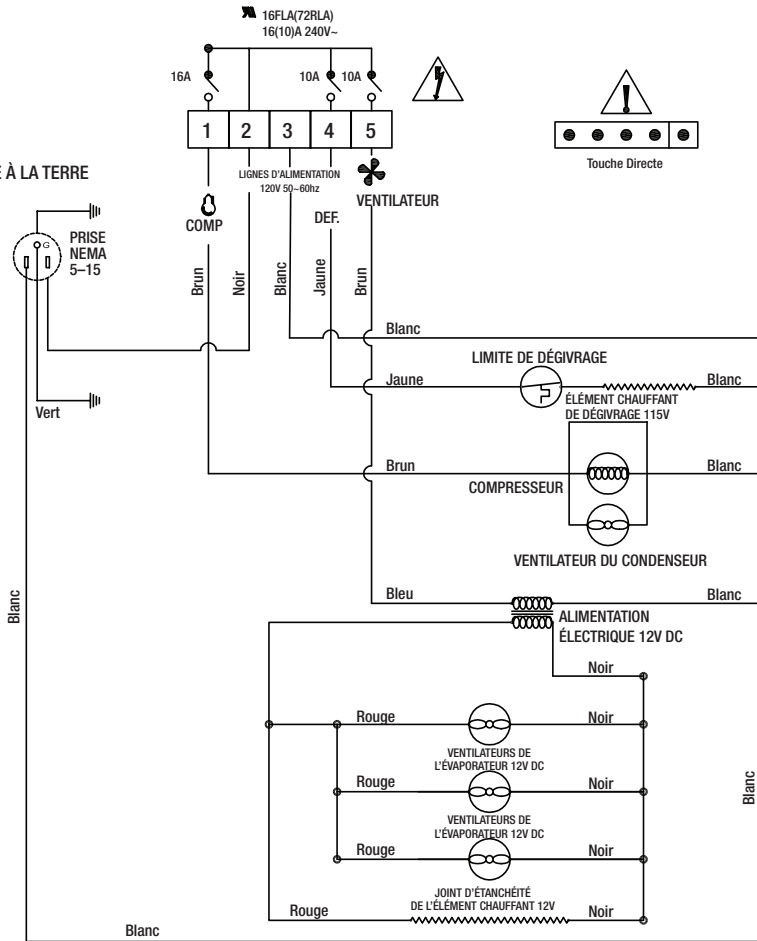 16FLA(72RLA)
16(10)A 240V~
16A
10A
10A
1
2
3
4
5
Touche Directe
E À LA TERRE
LIGNES D'ALIMENTATION
120V 50~60hz
VENTILATEUR
COMP
DEF.
G
PRISE
NEMA
5–15
Brun
Noir
Blanc
Jaune
Brun
Blanc
LIMITE DE DÉGIVRAGE
Jaune
Blanc
ÉLÉMENT CHAUFFANT
DE DÉGIVRAGE 115V
Vert
Brun
Blanc
COMPRESSEUR
VENTILATEUR DU CONDENSEUR
Bleu
Blanc
ALIMENTATION
ÉLECTRIQUE 12V DC
Blanc
Noir
Rouge
Noir
VENTILATEURS DE
L'ÉVAPORATEUR 12V DC
Rouge
Noir
VENTILATEURS DE
L'ÉVAPORATEUR 12V DC
Blanc
Rouge
Noir
JOINT D'ÉTANCHÉITÉ
DE L'ÉLÉMENT CHAUFFANT 12V
Rouge
Noir
Blanc